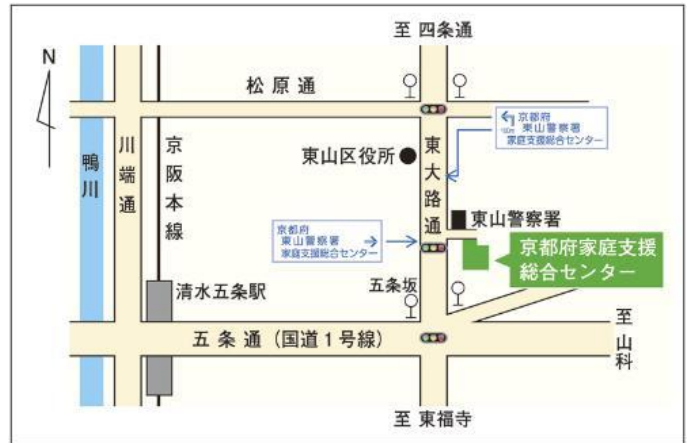 至 四条通
N
松原通
京都府
東山警察署
家庭支援総合センター
鴨川
川端通
京阪本線
東山区役所
東大路通
東山警察署
京都府
東山警察署
家庭支援総合センター
京都府家庭支援
総合センター
清水五条駅
五条坂
五条通(国道1号線)
至 山科
至 東福寺